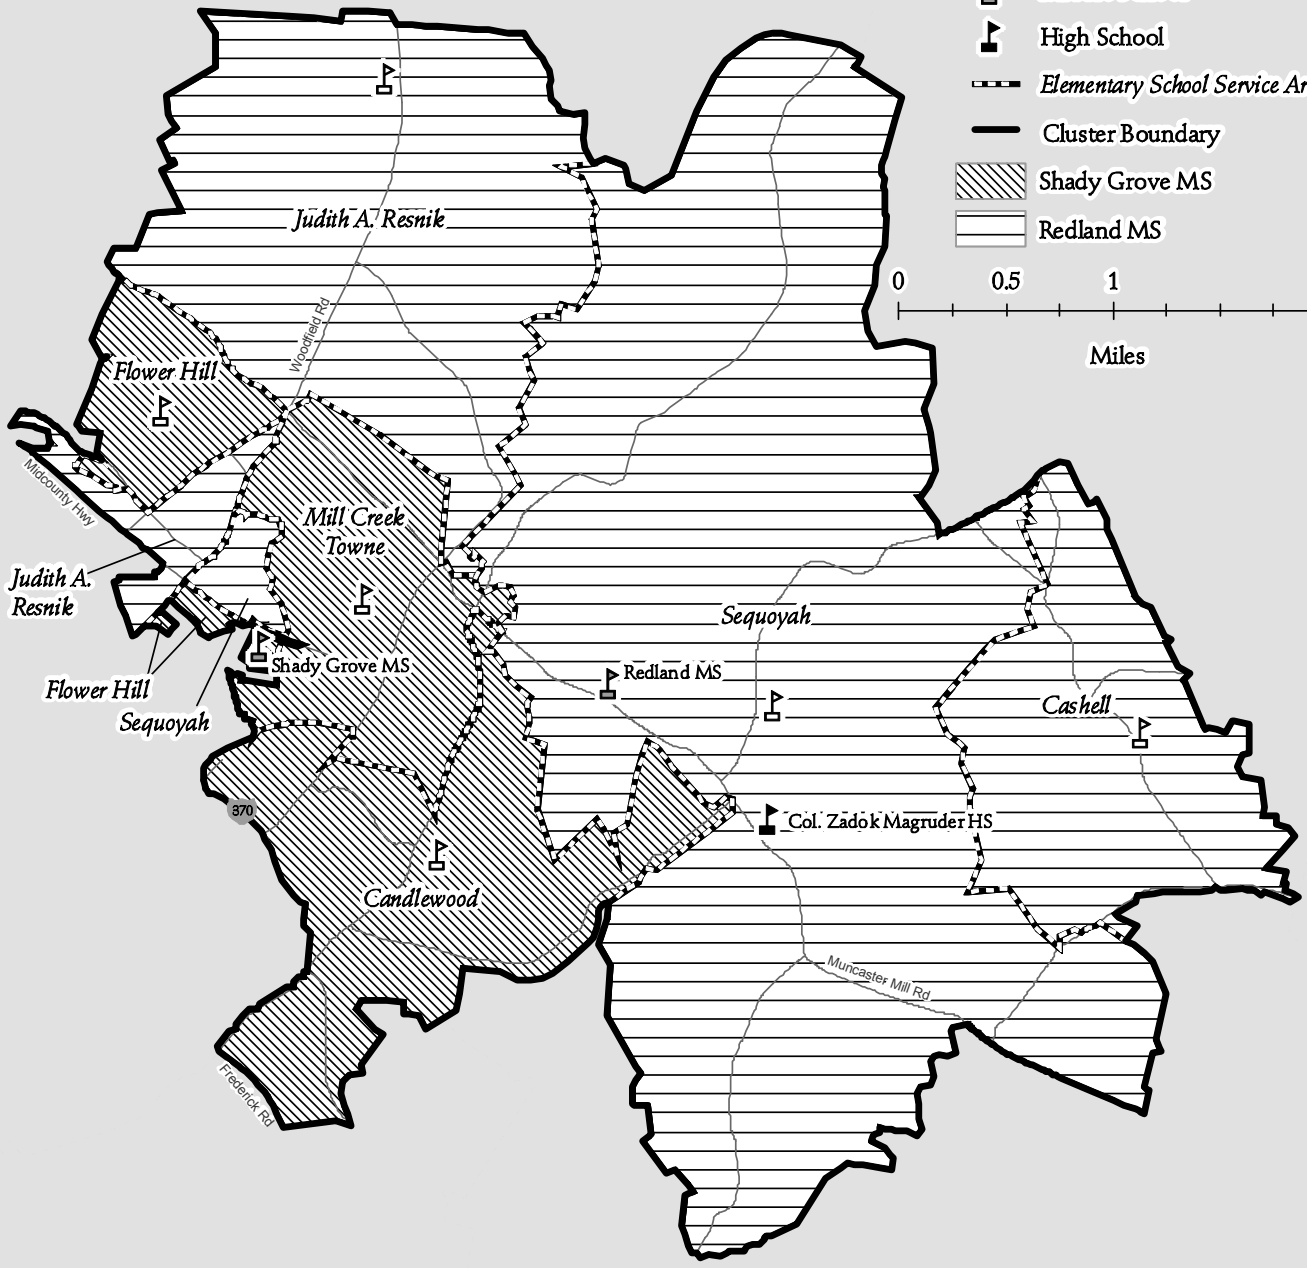 High School
Elementary School Service Ar
Cluster Boundary
Shady Grove MS
Redland MS
0 0.5 1
Miles
Judith A. Resnik
Woodfield Rd
Flower Hill
Midcounty Hwy
Mill Creek
Towne
Judith A.
Resnik
Sequoyah
Shady Grove MS
Redland MS
Flower Hill
Sequoyah
Cashell
370
Col. Zadok Magruder HS
Candlewood
Muncaster Mill Rd
Frederick Rd